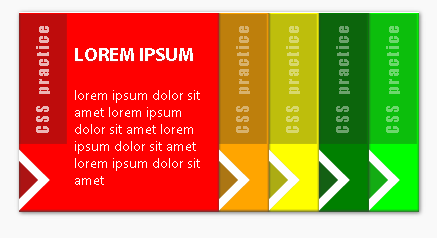 css practice
LOREM IPSUM
lorem ipsum dolor sit
amet lorem ipsum
dolor sit amet lorem
ipsum dolor sit amet
lorem ipsum dolor sit
amet
css practice
css practice
css practice
css practice